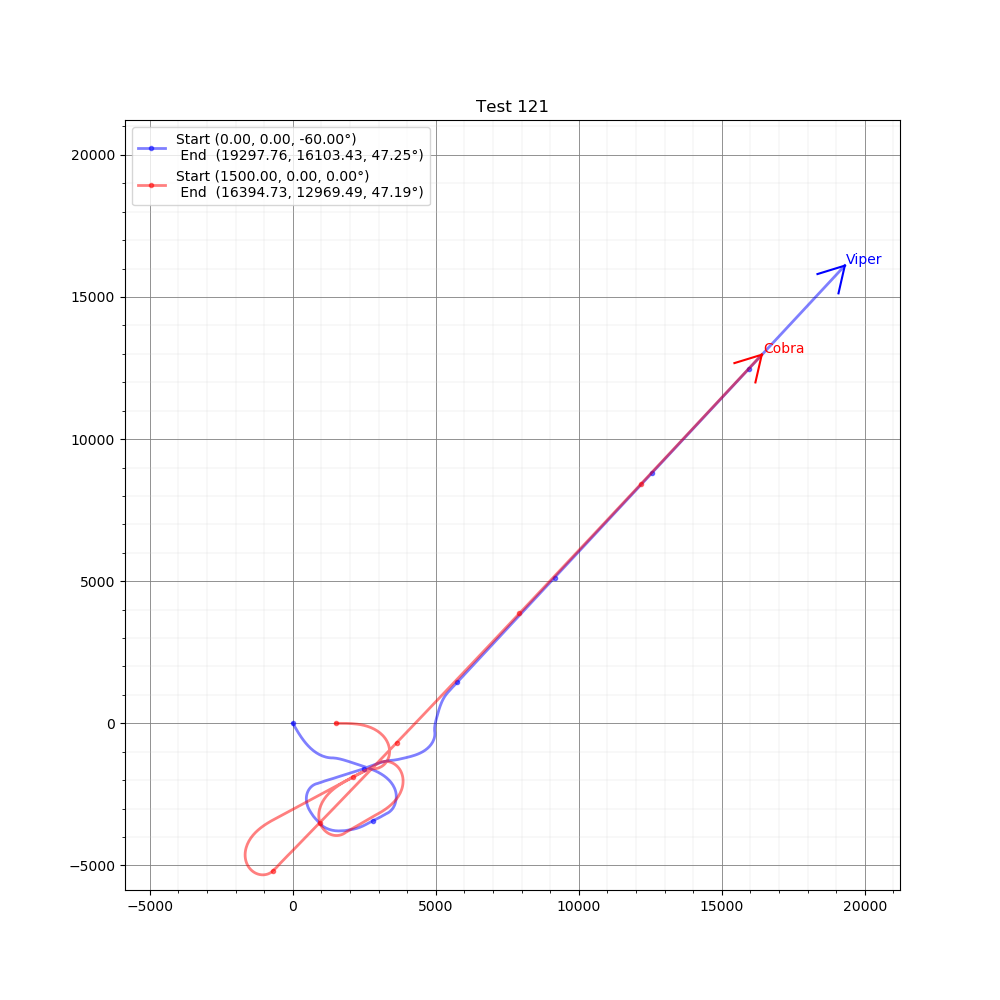 Test 121
Start (0.00, 0.00, -60.00°)
End (19297.76, 16103.43, 47.25°)
Start (1500.00, 0.00, 0.00°)
End (16394.73, 12969.49, 47.19°)
20000
15000
10000
5000
0
−5000
Viper
Cobra
−5000 0 5000 10000 15000 20000